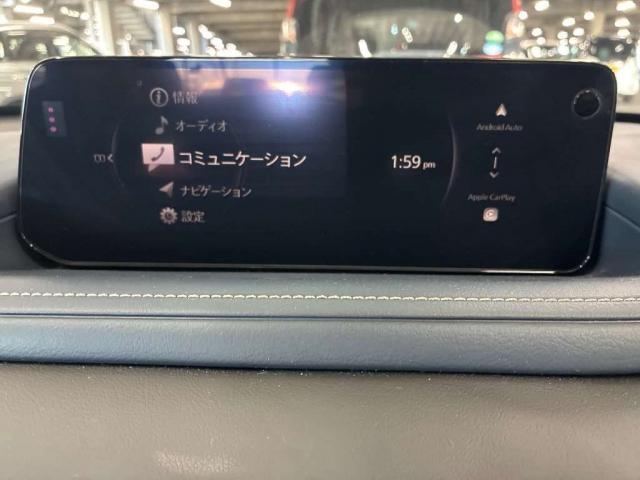 情報
オーディオ
コミュニケーション
ナビゲーション
設定
1:59 pm
Android Auto
Apple CarPlay